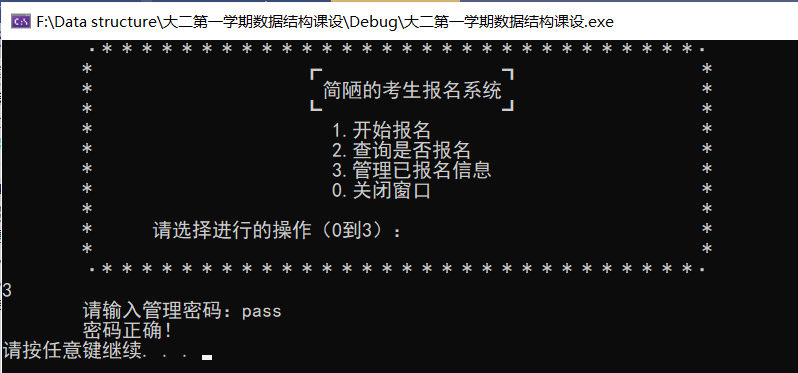 F:\Data structure\大二第一学期数据结构课设\Debug\大二第一学期数据结构课设.exe
简陋的考生报名系统
1.开始报名
2.查询是否报名
3.管理已报名信息
0.关闭窗口
请选择进行的操作（0到3）：
3
请输入管理密码：pass
密码正确！
请按任意键继续. . .